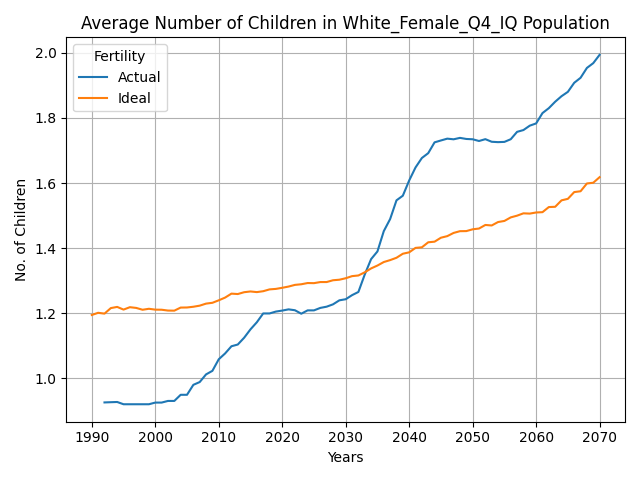 Average Number of Children in White_Female_Q4_IQ Population
Fertility
Actual
Ideal
No. of Children
2.0
1.8
1.6
1.4
1.2
1.0
1990 2000 2010 2020 2030 2040 2050 2060 2070
Years